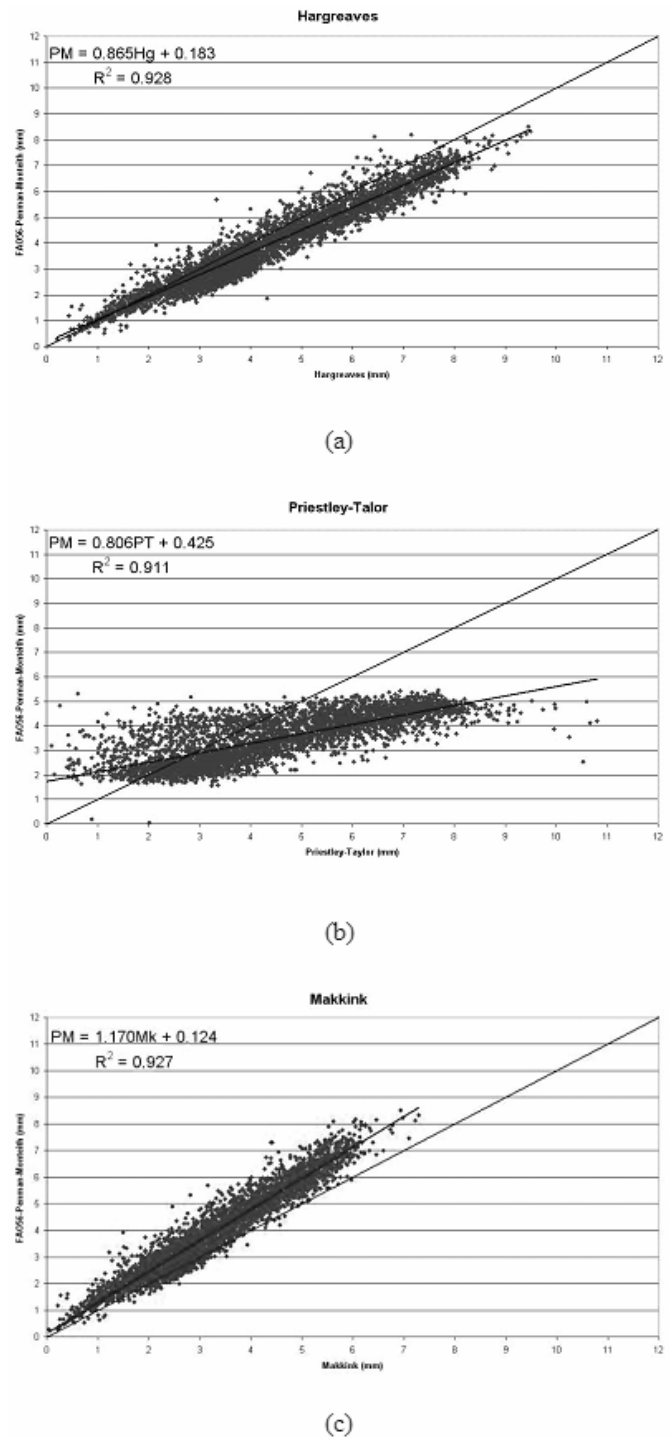 Hargreaves
PM = 0.865Hg + 0.183
R² = 0.928
FAO56-Penman-Monteith (mm)
12
11
10
9
8
7
6
5
4
3
2
1
0
0 1 2 3 4 5 6 7 8 9 10 11 12
Hargreaves (mm)
(a)
Priestley-Talor
PM = 0.806PT + 0.425
R² = 0.911
FAO56-Penman-Monteith (mm)
12
11
10
9
8
7
6
5
4
3
2
1
0
0 1 2 3 4 5 6 7 8 9 10 11 12
Priestley-Taylor (mm)
(b)
Makkink
PM = 1.170Mk + 0.124
R² = 0.927
FAO56-Penman-Monteith (mm)
12
11
10
9
8
7
6
5
4
3
2
1
0
0 1 2 3 4 5 6 7 8 9 10 11 12
Makkink (mm)
(c)